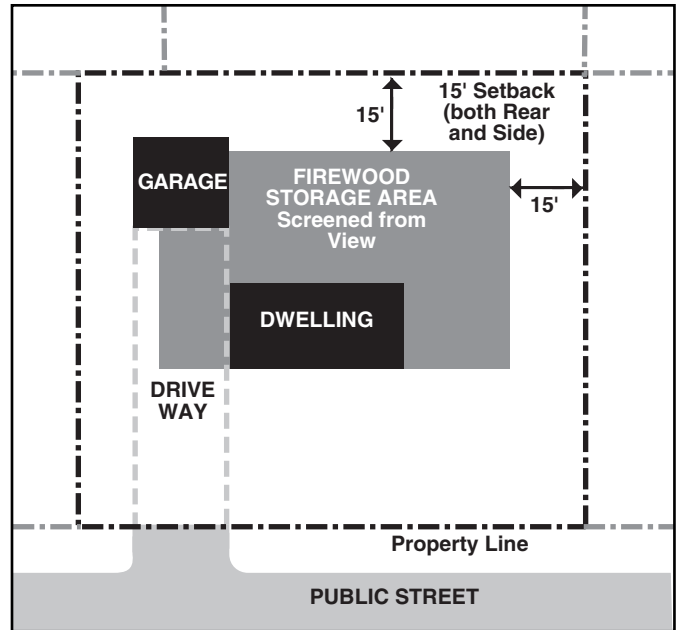 15' Setback
(both Rear
and Side)
15'
GARAGE
FIREWOOD
STORAGE AREA
Screened from
View
15'
DWELLING
DRIVE
WAY
Property Line
PUBLIC STREET